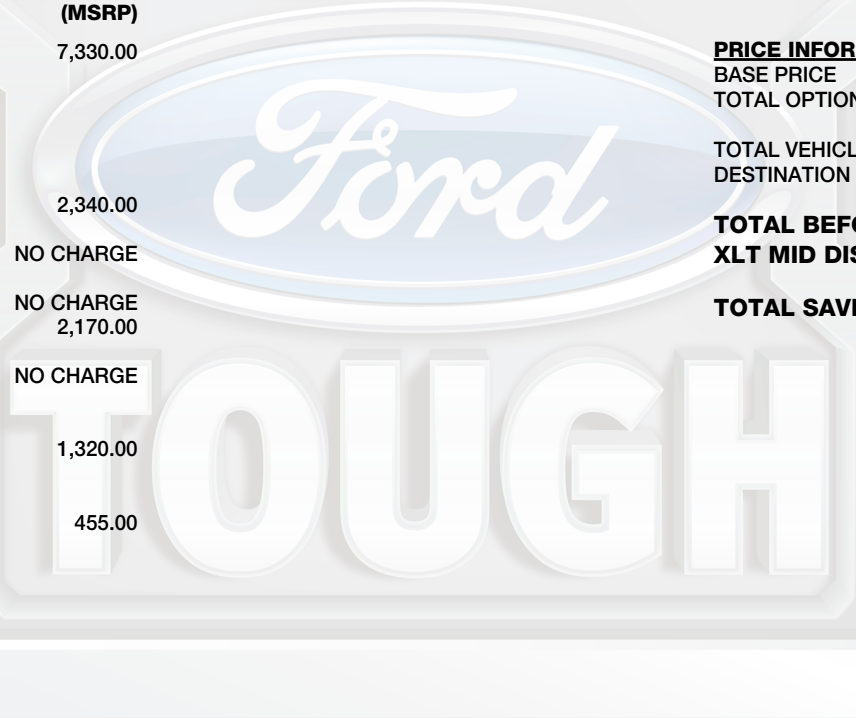 (MSRP)
7,330.00
2,340.00
NO CHARGE
NO CHARGE
2,170.00
NO CHARGE
1,320.00
455.00
PRICE INFOR
BASE PRICE
TOTAL OPTION
TOTAL VEHICL
DESTINATION
TOTAL BEFO
XLT MID DIS
TOTAL SAVI
Ford
TOUGH